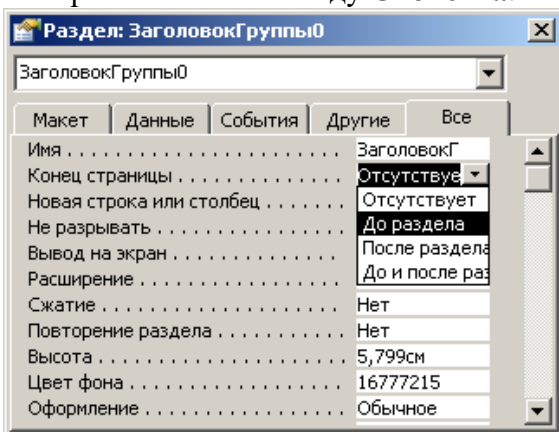 ду
Раздел: ЗаголовокГруппы0
ЗаголовокГруппы0
Макет Данные События Другие Все
Имя . . . . . . . . . . . . . . . . . . . . . . . ЗаголовокГ
Конец страницы . . . . . . . . . . . . . Отсутствуе
Новая строка или столбец . . . . . . . Отсутствует
Не разрывать . . . . . . . . . . . . . . . До раздела
Вывод на экран . . . . . . . . . . . . . . После раздела
Расширение . . . . . . . . . . . . . . . . . До и после раз
Сжатие . . . . . . . . . . . . . . . . . . . . Нет
Повторение раздела . . . . . . . . . . . Нет
Высота . . . . . . . . . . . . . . . . . . . . 5,799см
Цвет фона . . . . . . . . . . . . . . . . . . 16777215
Оформление . . . . . . . . . . . . . . . . . Обычное